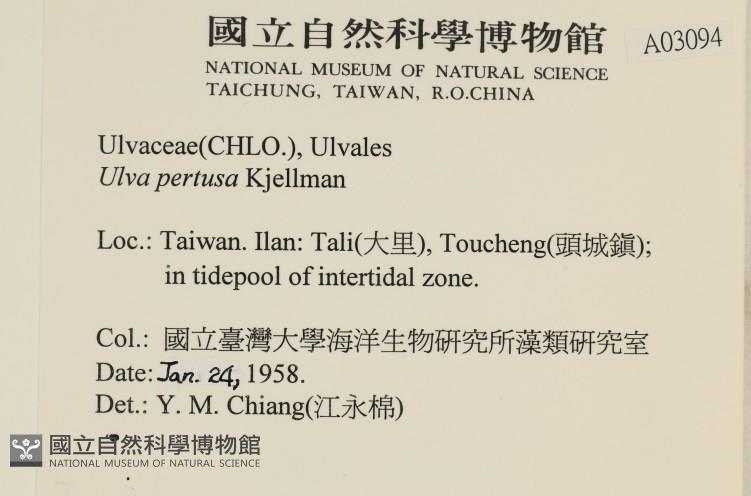 國立自然科學博物館
A03094
NATIONAL MUSEUM OF NATURAL SCIENCE
TAICHUNG, TAIWAN, R.O.CHINA
Ulvaceae(CHLO.), Ulvales
Ulva pertusa Kjellman
Loc.: Taiwan. Ilan: Tali(大里), Toucheng(頭城鎮);
in tidepool of intertidal zone.
Col.: 國立臺灣大學海洋生物研究所藻類研究室
Date: Jan. 24, 1958.
Det.: Y. M. Chiang(江永棉)
國立自然科學博物館
NATIONAL MUSEUM OF NATURAL SCIENCE